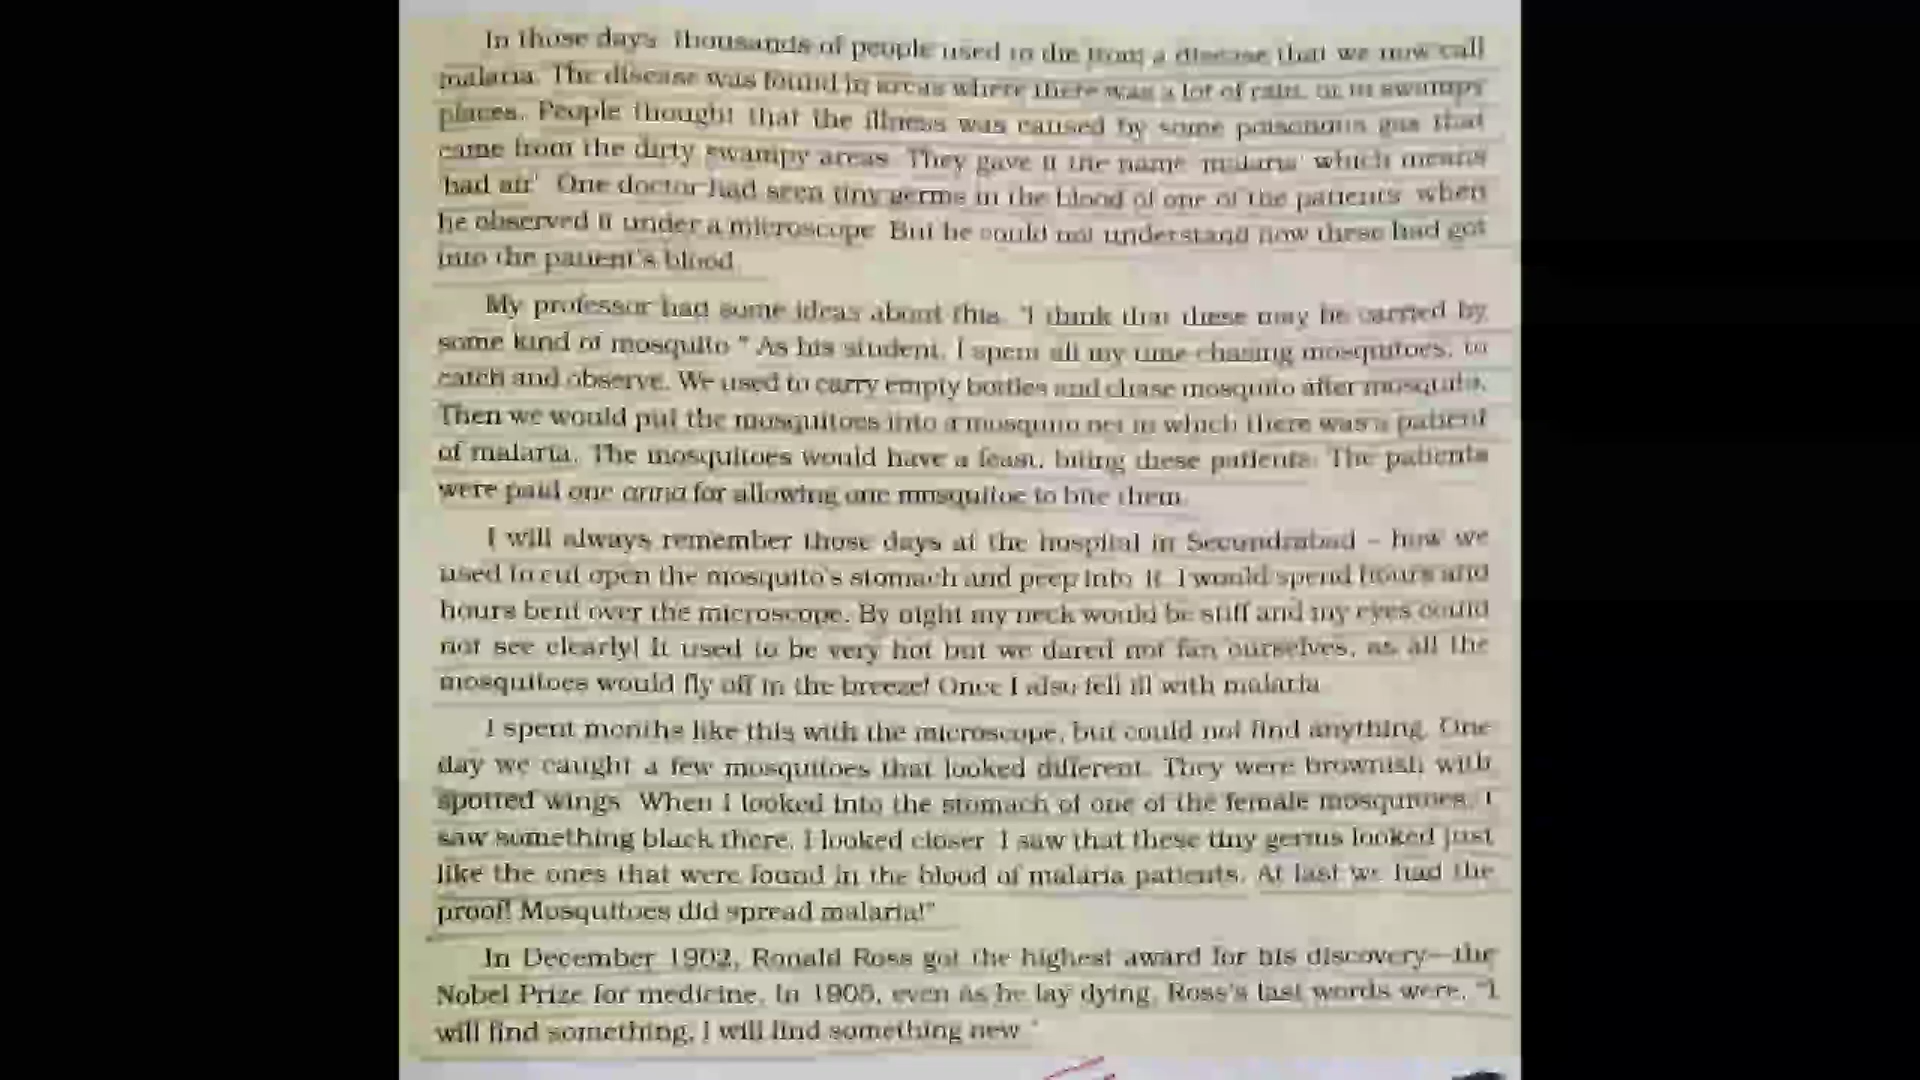 In those days thousands of people used to die from a disease that we now call
malaria. The disease was found in areas where there was a lot of rain, or in swampy
places. People thought that the illness was caused by some poisonous gas that
came from the dirty swampy areas. They gave it the name 'malaria' which means
'bad air'. One doctor had seen tiny germs in the blood of one of the patients when
he observed it under a microscope. But he could not understand how these had got
into the patient's blood.
My professor had some ideas about this. "I think that these may be carried by
some kind of mosquito." As his student, I spent all my time chasing mosquitoes, to
catch and observe. We used to carry empty bottles and chase mosquito after mosquito.
Then we would put the mosquitoes into a mosquito net in which there was a patient
of malaria. The mosquitoes would have a feast, biting these patients. The patients
were paid one anna for allowing one mosquitoe to bite them.
I will always remember those days at the hospital in Secundrabad – how we
used to cut open the mosquito's stomach and peep into it. I would spend hours and
hours bent over the microscope. By night my neck would be stiff and my eyes could
not see clearly! It used to be very hot but we dared not fan ourselves, as all the
mosquitoes would fly off in the breeze! Once I also fell ill with malaria.
I spent months like this with the microscope, but could not find anything. One
day we caught a few mosquitoes that looked different. They were brownish with
spotted wings. When I looked into the stomach of one of the female mosquitoes, I
saw something black there. I looked closer. I saw that these tiny germs looked just
like the ones that were found in the blood of malaria patients. At last we had the
proof! Mosquitoes did spread malaria!"
In December 1902, Ronald Ross got the highest award for his discovery—the
Nobel Prize for medicine. In 1905, even as he lay dying, Ross's last words were, "I
will find something, I will find something new."